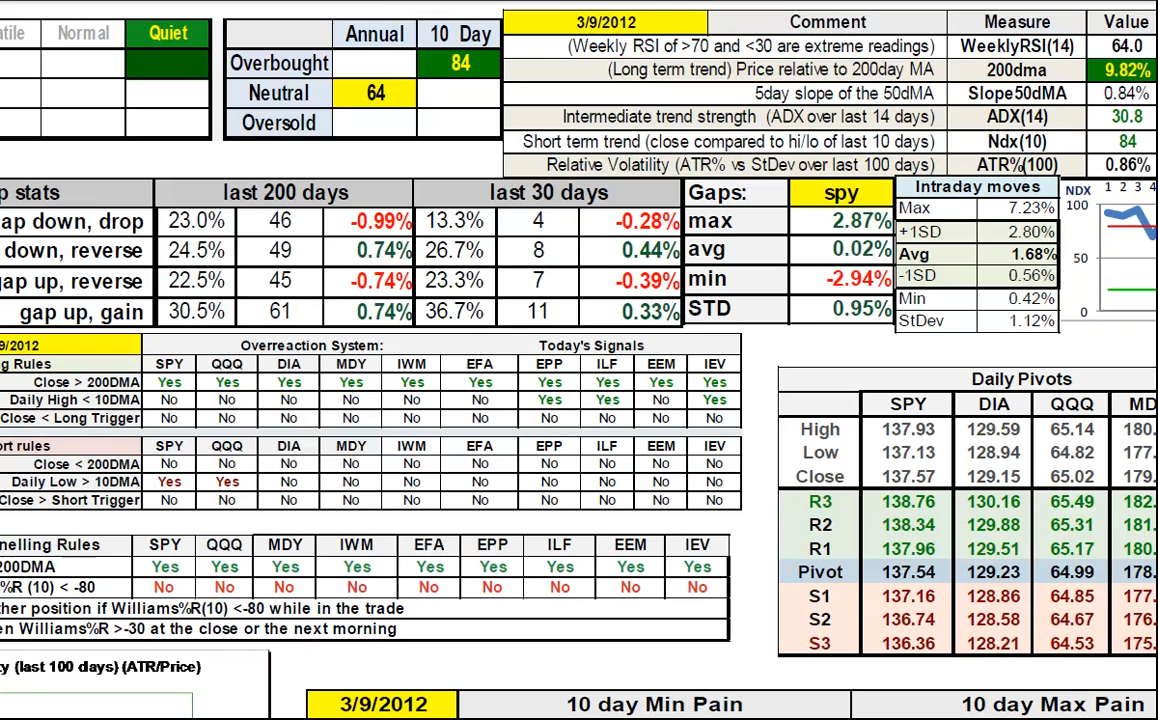 atile Normal Quiet
Annual 10 Day
Overbought 84
Neutral 64
Oversold
3/9/2012 Comment Measure Value
(Weekly RSI of >70 and <30 are extreme readings) WeeklyRSI(14) 64.0
(Long term trend) Price relative to 200day MA 200dma 9.82%
5day slope of the 50dMA Slope50dMA 0.84%
Intermediate trend strength (ADX over last 14 days) ADX(14) 30.8
Short term trend (close compared to hi/lo of last 10 days) Ndx(10) 84
Relative Volatility (ATR% vs StDev over last 100 days) ATR%(100) 0.86%
p stats last 200 days last 30 days
ap down, drop 23.0% 46 -0.99% 13.3% 4 -0.28%
down, reverse 24.5% 49 0.74% 26.7% 8 0.44%
gap up, reverse 22.5% 45 -0.74% 23.3% 7 -0.39%
gap up, gain 30.5% 61 0.74% 36.7% 11 0.33%
Gaps: spy
max 2.87%
avg 0.02%
min -2.94%
STD 0.95%
Intraday moves
Max 7.23%
+1SD 2.80%
Avg 1.68%
-1SD 0.56%
Min 0.42%
StDev 1.12%
NDX 1 2 3 4
100
50
0
9/2012 Overreaction System: Today's Signals
g Rules SPY QQQ DIA MDY IWM EFA EPP ILF EEM IEV
Close > 200DMA Yes Yes Yes Yes Yes Yes Yes Yes Yes Yes
Daily High < 10DMA No No No No No No Yes Yes No Yes
Close < Long Trigger No No No No No No No No No No
ort rules SPY QQQ DIA MDY IWM EFA EPP ILF EEM IEV
Close < 200DMA No No No No No No No No No No
Daily Low > 10DMA Yes Yes No No No No No No No No
Close > Short Trigger No No No No No No No No No No
nelling Rules SPY QQQ MDY IWM EFA EPP ILF EEM IEV
200DMA Yes Yes Yes Yes Yes Yes Yes Yes Yes
%R (10) < -80 No No No No No No No No No
ther position if Williams%R(10) <-80 while in the trade
en Williams%R >-30 at the close or the next morning
Daily Pivots
SPY DIA QQQ MD
High 137.93 129.59 65.14 180.
Low 137.13 128.94 64.82 177.
Close 137.57 129.15 65.02 179.
R3 138.76 130.16 65.49 182.
R2 138.34 129.88 65.31 181.
R1 137.96 129.51 65.17 180.
Pivot 137.54 129.23 64.99 178.
S1 137.16 128.86 64.85 177.
S2 136.74 128.58 64.67 176.
S3 136.36 128.21 64.53 175.
y (last 100 days) (ATR/Price)
3/9/2012 10 day Min Pain 10 day Max Pain